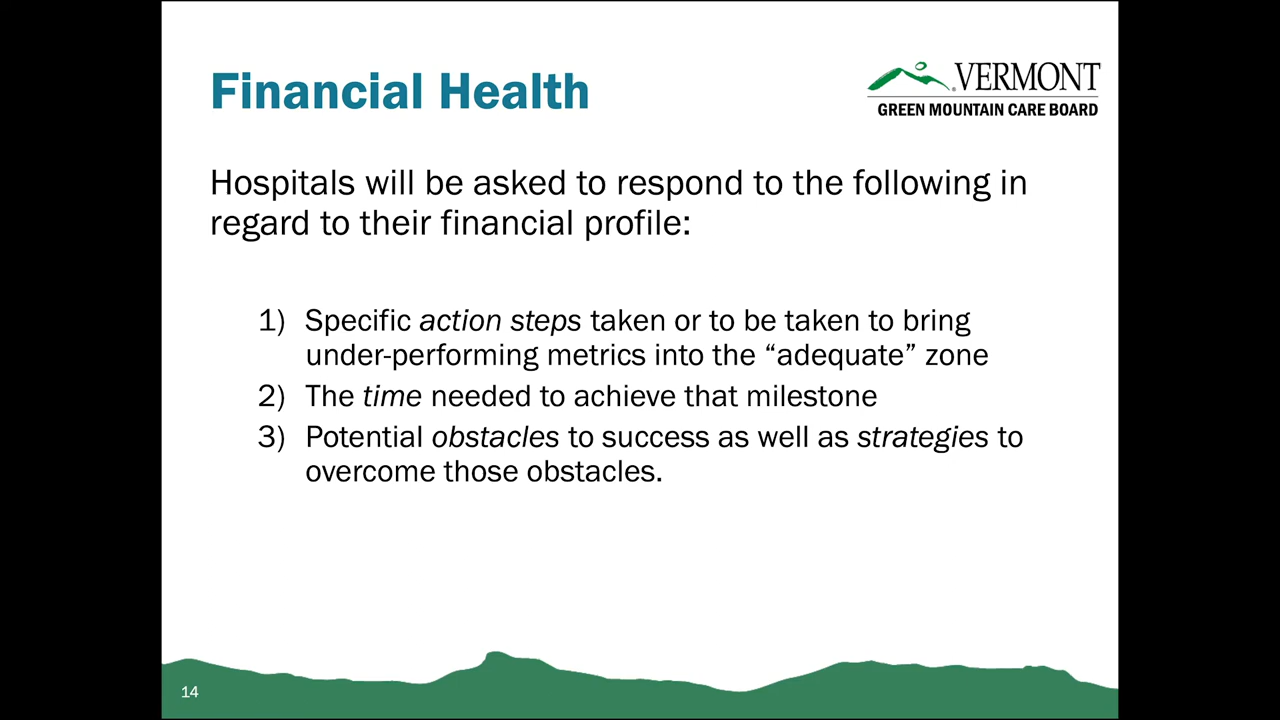 Financial Health
VERMONT
GREEN MOUNTAIN CARE BOARD
Hospitals will be asked to respond to the following in
regard to their financial profile:
1) Specific action steps taken or to be taken to bring
under-performing metrics into the “adequate” zone
2) The time needed to achieve that milestone
3) Potential obstacles to success as well as strategies to
overcome those obstacles.
14